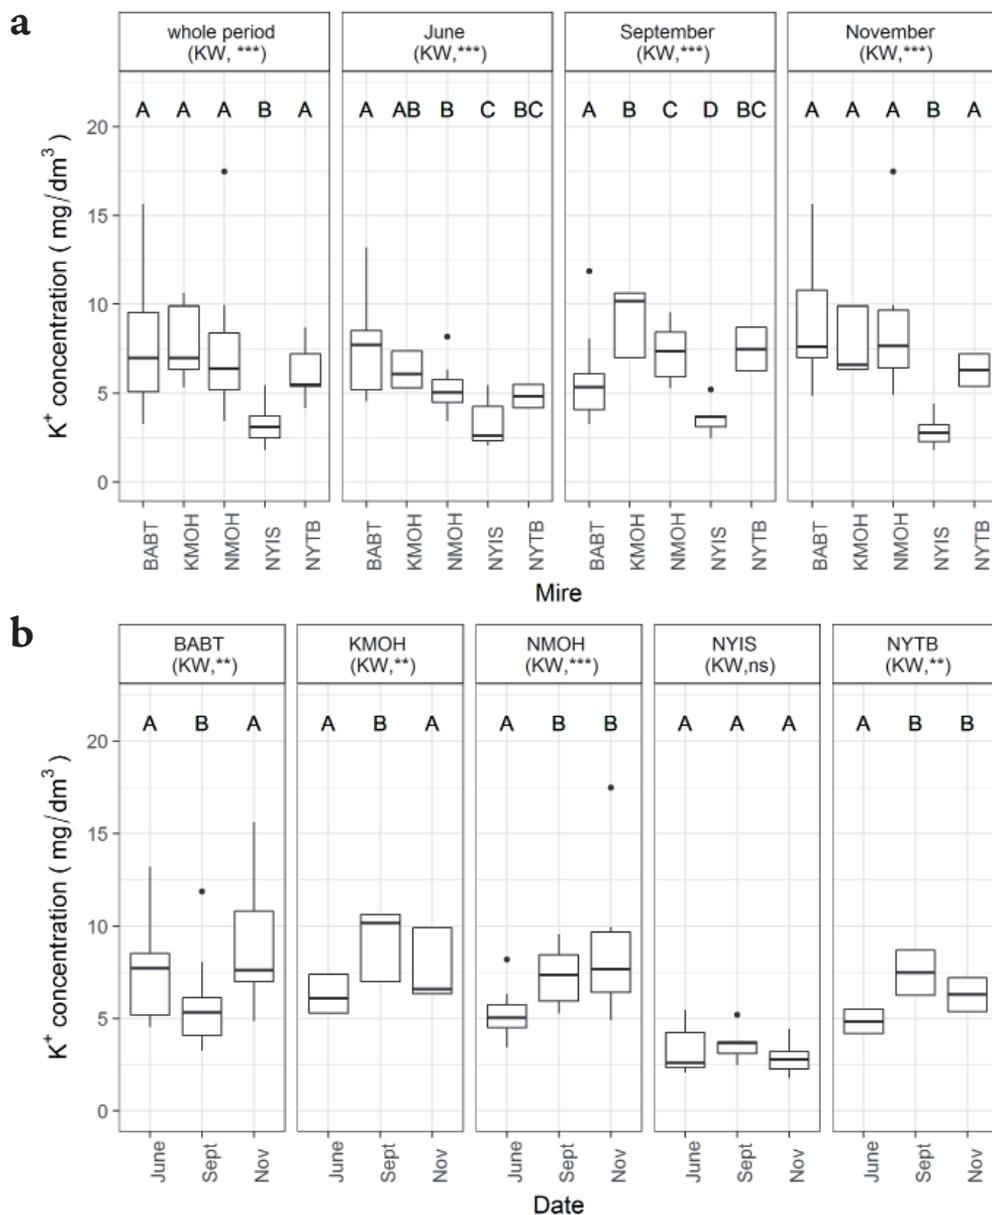 a
whole period
(KW, ***)
June
(KW,***)
September
(KW,***)
November
(KW,***)
A A A B A
A AB B C BC
A B C D BC
A A A B A
K⁺ concentration ( mg/dm³ )
20
15
10
5
0
BABT KMOH NMOH NYIS NYTB
BABT KMOH NMOH NYIS NYTB
BABT KMOH NMOH NYIS NYTB
BABT KMOH NMOH NYIS NYTB
Mire
b
BABT
(KW,**)
KMOH
(KW,**)
NMOH
(KW,***)
NYIS
(KW,ns)
NYTB
(KW,**)
A B A
A B A
A B B
A A A
A B B
K⁺ concentration ( mg/dm³ )
20
15
10
5
0
June Sept Nov
June Sept Nov
June Sept Nov
June Sept Nov
June Sept Nov
Date